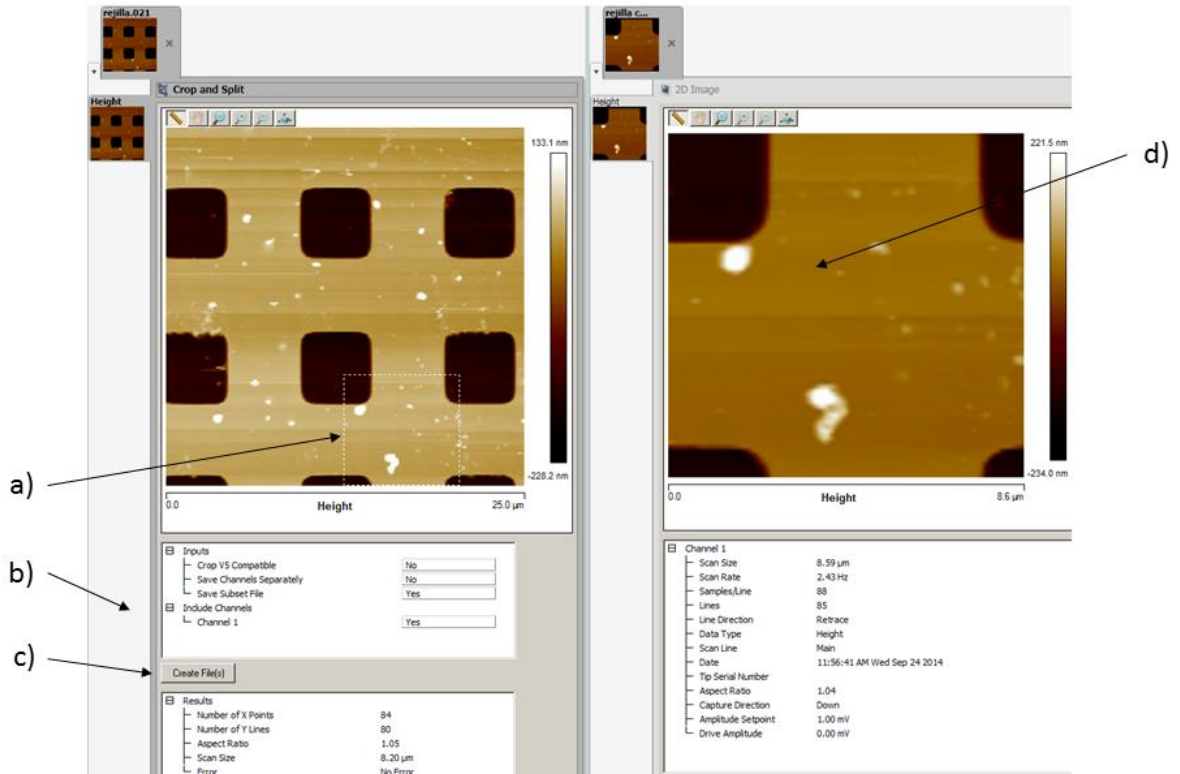 rejilla.021
Height
Crop and Split
133.1 nm
-228.2 nm
0.0 Height 25.0 µm
Inputs
Crop V5 Compatible No
Save Channels Separately No
Save Subset File Yes
Include Channels
Channel 1 Yes
Create File(s)
Results
Number of X Points 84
Number of Y Lines 80
Aspect Ratio 1.05
Scan Size 8.20 µm
Error No Error
a)
b)
c)
rejilla c...
Height
2D Image
221.5 nm
-234.0 nm
0.0 Height 8.6 µm
d)
Channel 1
Scan Size 8.59 µm
Scan Rate 2.43 Hz
Samples/Line 88
Lines 85
Line Direction Retrace
Data Type Height
Scan Line Main
Date 11:56:41 AM Wed Sep 24 2014
Tip Serial Number
Aspect Ratio 1.04
Capture Direction Down
Amplitude Setpoint 1.00 mV
Drive Amplitude 0.00 mV